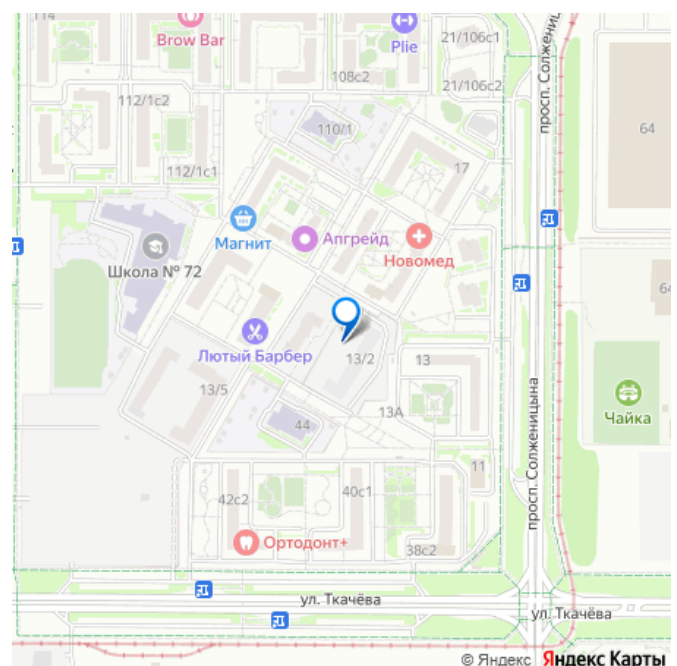 114
Brow Bar
Plie
108с2
21/106с1
21/106с2
просп. Солженицы
112/1с2
110/1
64
112/1с1
17
Магнит
Апгрейд
Новомед
Школа № 72
64
Лютый Барбер
13/2
13
13/5
13А
Чайка
44
просп. Солженицына
11
42с2
40с1
Ортодонт+
38с2
ул. Ткачёва
ул. Ткачёва
© Яндекс Яндекс Карты